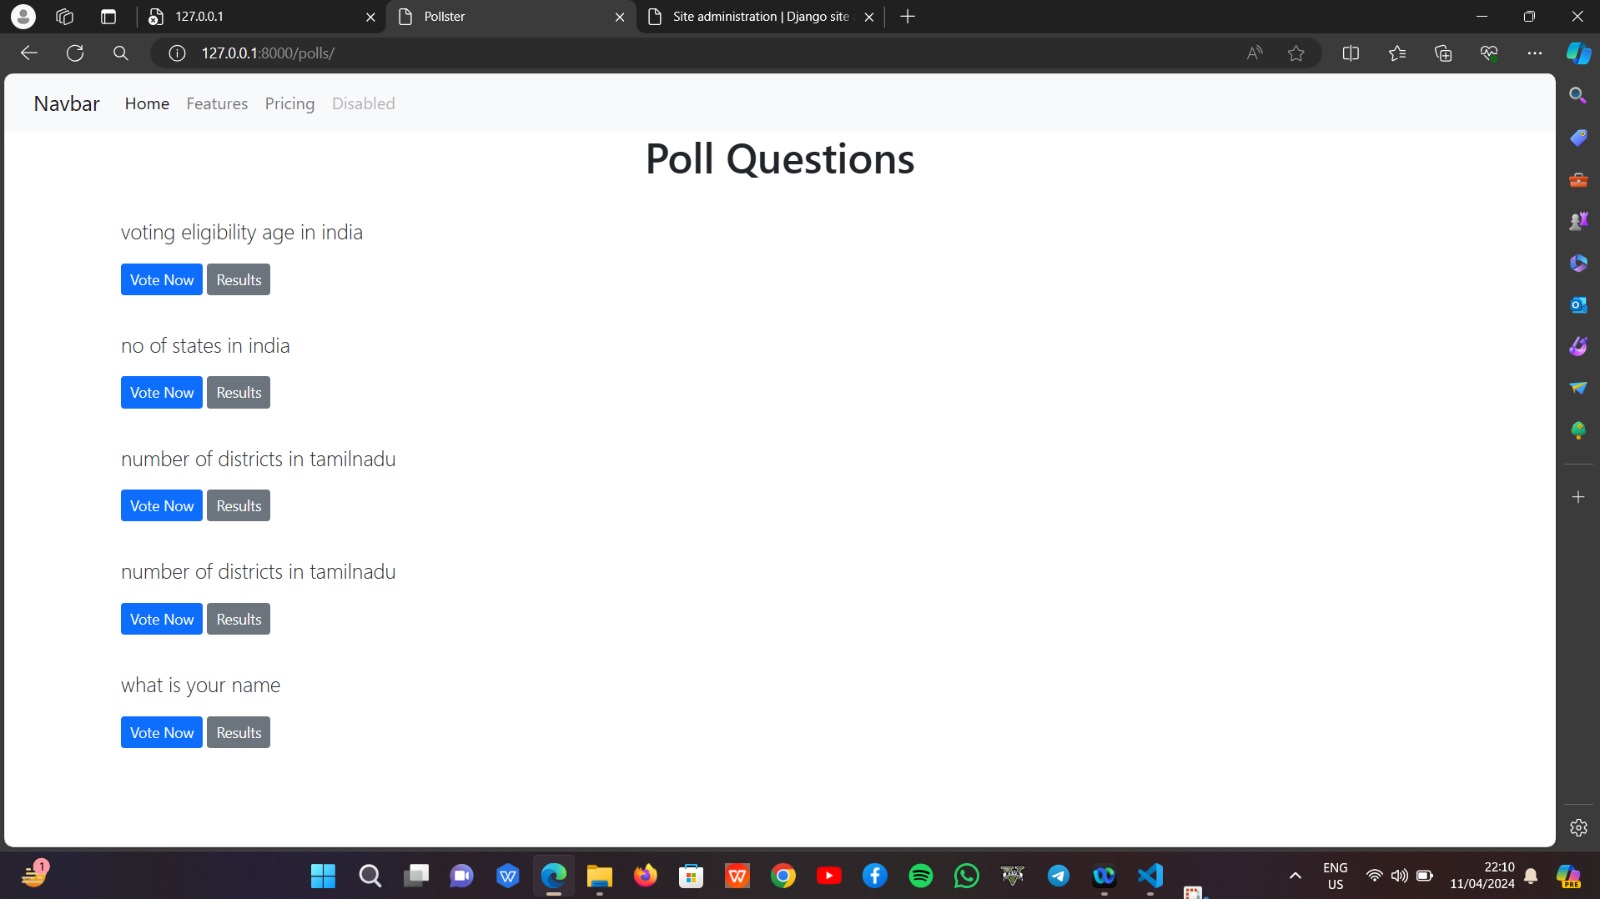 127.0.0.1
Pollster
Site administration | Django site
127.0.0.1:8000/polls/
Navbar Home Features Pricing Disabled
Poll Questions
voting eligibility age in india
Vote Now Results
no of states in india
Vote Now Results
number of districts in tamilnadu
Vote Now Results
number of districts in tamilnadu
Vote Now Results
what is your name
Vote Now Results
1
ENG
US
22:10
11/04/2024
PRE